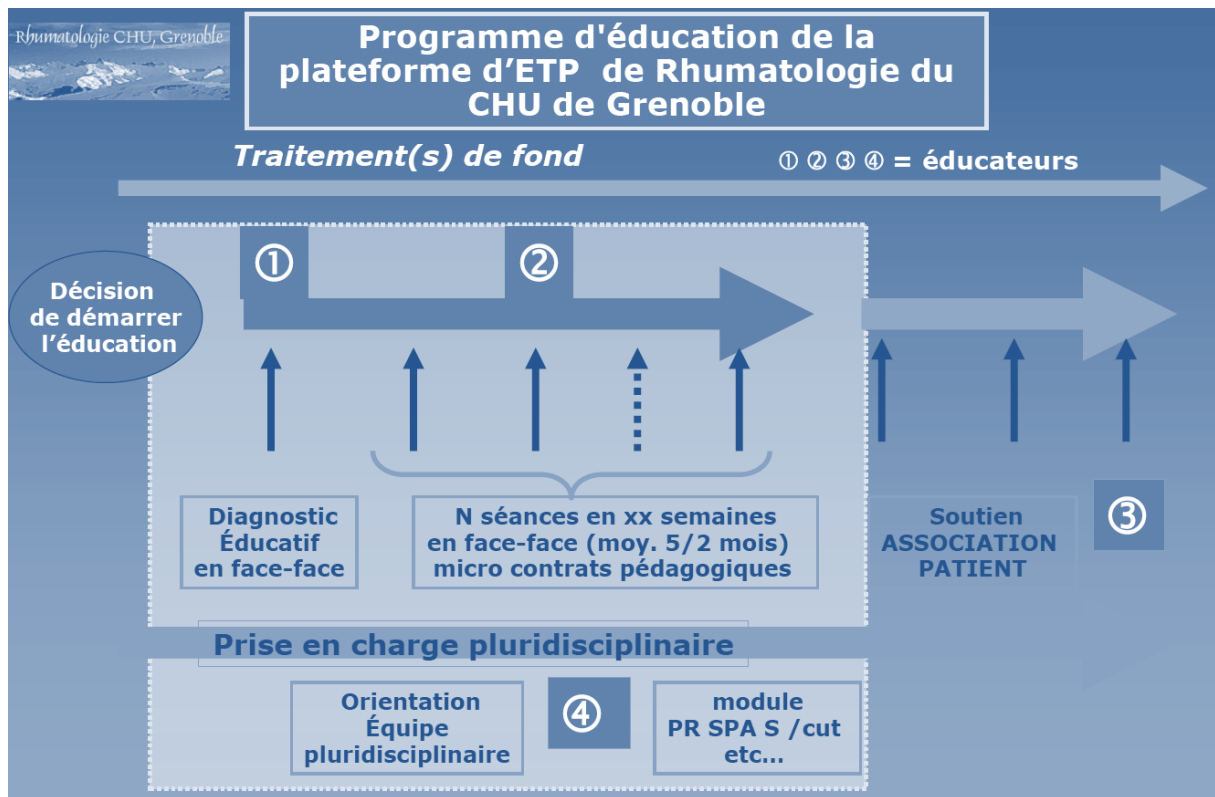 Rhumatologie CHU, Grenoble
Programme d'éducation de la
plateforme d’ETP de Rhumatologie du
CHU de Grenoble
Traitement(s) de fond
① ② ③ ④ = éducateurs
①
②
Décision
de démarrer
l’éducation
Diagnostic
Éducatif
en face-face
N séances en xx semaines
en face-face (moy. 5/2 mois)
micro contrats pédagogiques
Soutien
ASSOCIATION
PATIENT
③
Prise en charge pluridisciplinaire
Orientation
Équipe
pluridisciplinaire
④
module
PR SPA S /cut
etc...